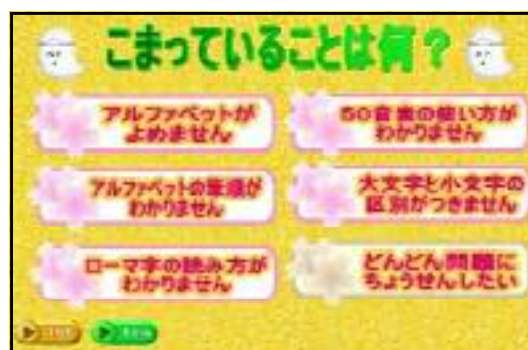 こまっていることは何？
アルファベットが
よめません
50音表の使い方が
わかりません
アルファベットの筆順が
わかりません
大文字と小文字の
区別がつきません
ローマ字の読み方が
わかりません
どんどん問題に
ちょうせんしたい